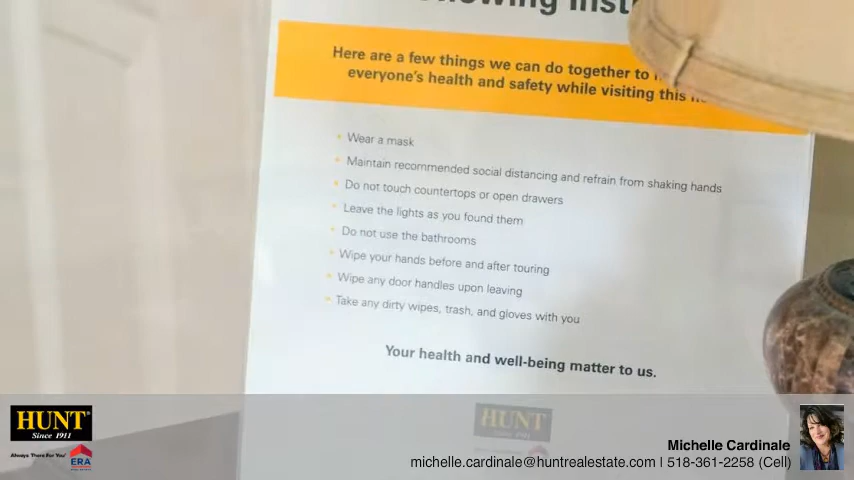 Here are a few things we can do together to
everyone's health and safety while visiting this
Wear a mask
Maintain recommended social distancing and refrain from shaking hands
Do not touch countertops or open drawers
Leave the lights as you found them
Do not use the bathrooms
Wipe your hands before and after touring
Wipe any door handles upon leaving
Take any dirty wipes, trash, and gloves with you
Your health and well-being matter to us.
HUNT
HUNT
Since 1911
Always There For You
ERA
Michelle Cardinale
michelle.cardinale@huntrealestate.com | 518-361-2258 (Cell)